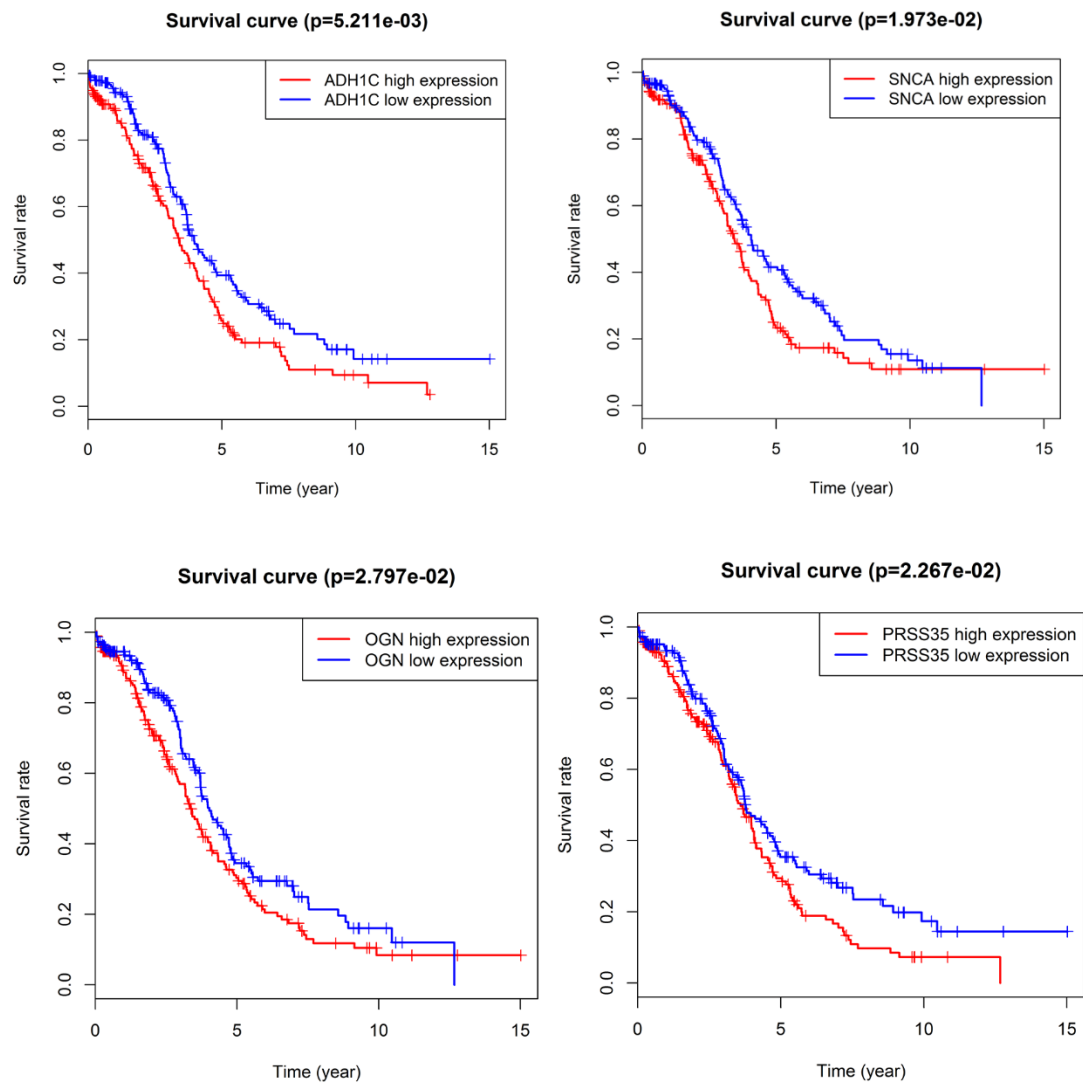 Survival curve (p=5.211e-03)
ADH1C high expression
ADH1C low expression
Survival rate
1.0
0.8
0.6
0.4
0.2
0.0
0 5 10 15
Time (year)
Survival curve (p=1.973e-02)
SNCA high expression
SNCA low expression
Survival rate
1.0
0.8
0.6
0.4
0.2
0.0
0 5 10 15
Time (year)
Survival curve (p=2.797e-02)
OGN high expression
OGN low expression
Survival rate
1.0
0.8
0.6
0.4
0.2
0.0
0 5 10 15
Time (year)
Survival curve (p=2.267e-02)
PRSS35 high expression
PRSS35 low expression
Survival rate
1.0
0.8
0.6
0.4
0.2
0.0
0 5 10 15
Time (year)